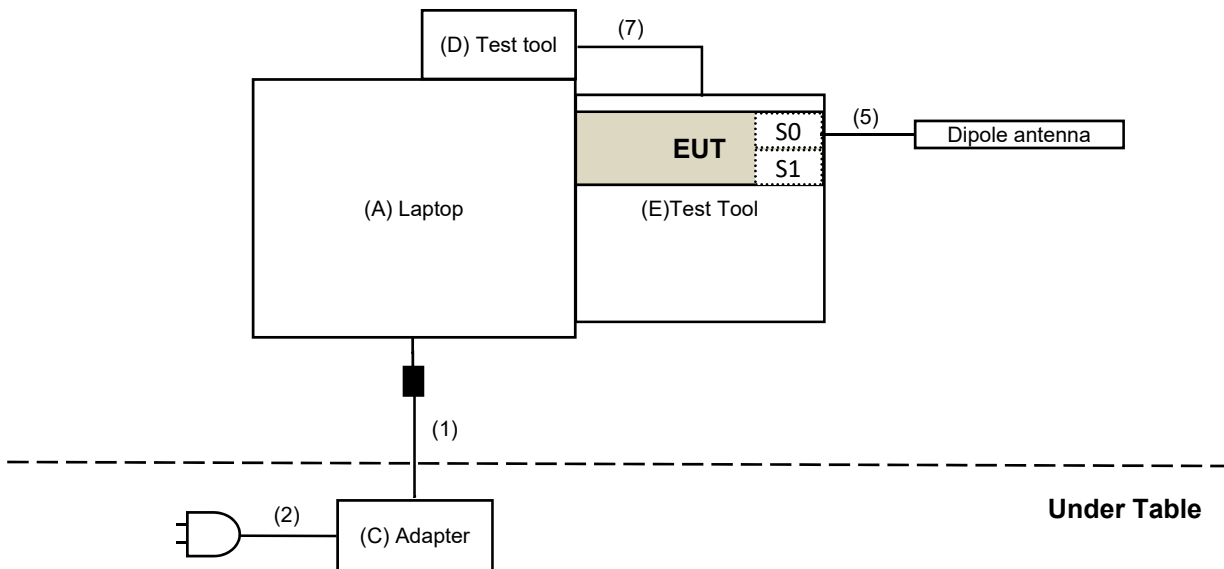 (D) Test tool
(7)
S0
(5)
Dipole antenna
EUT
S1
(A) Laptop
(E)Test Tool
(1)
Under Table
(2)
(C) Adapter